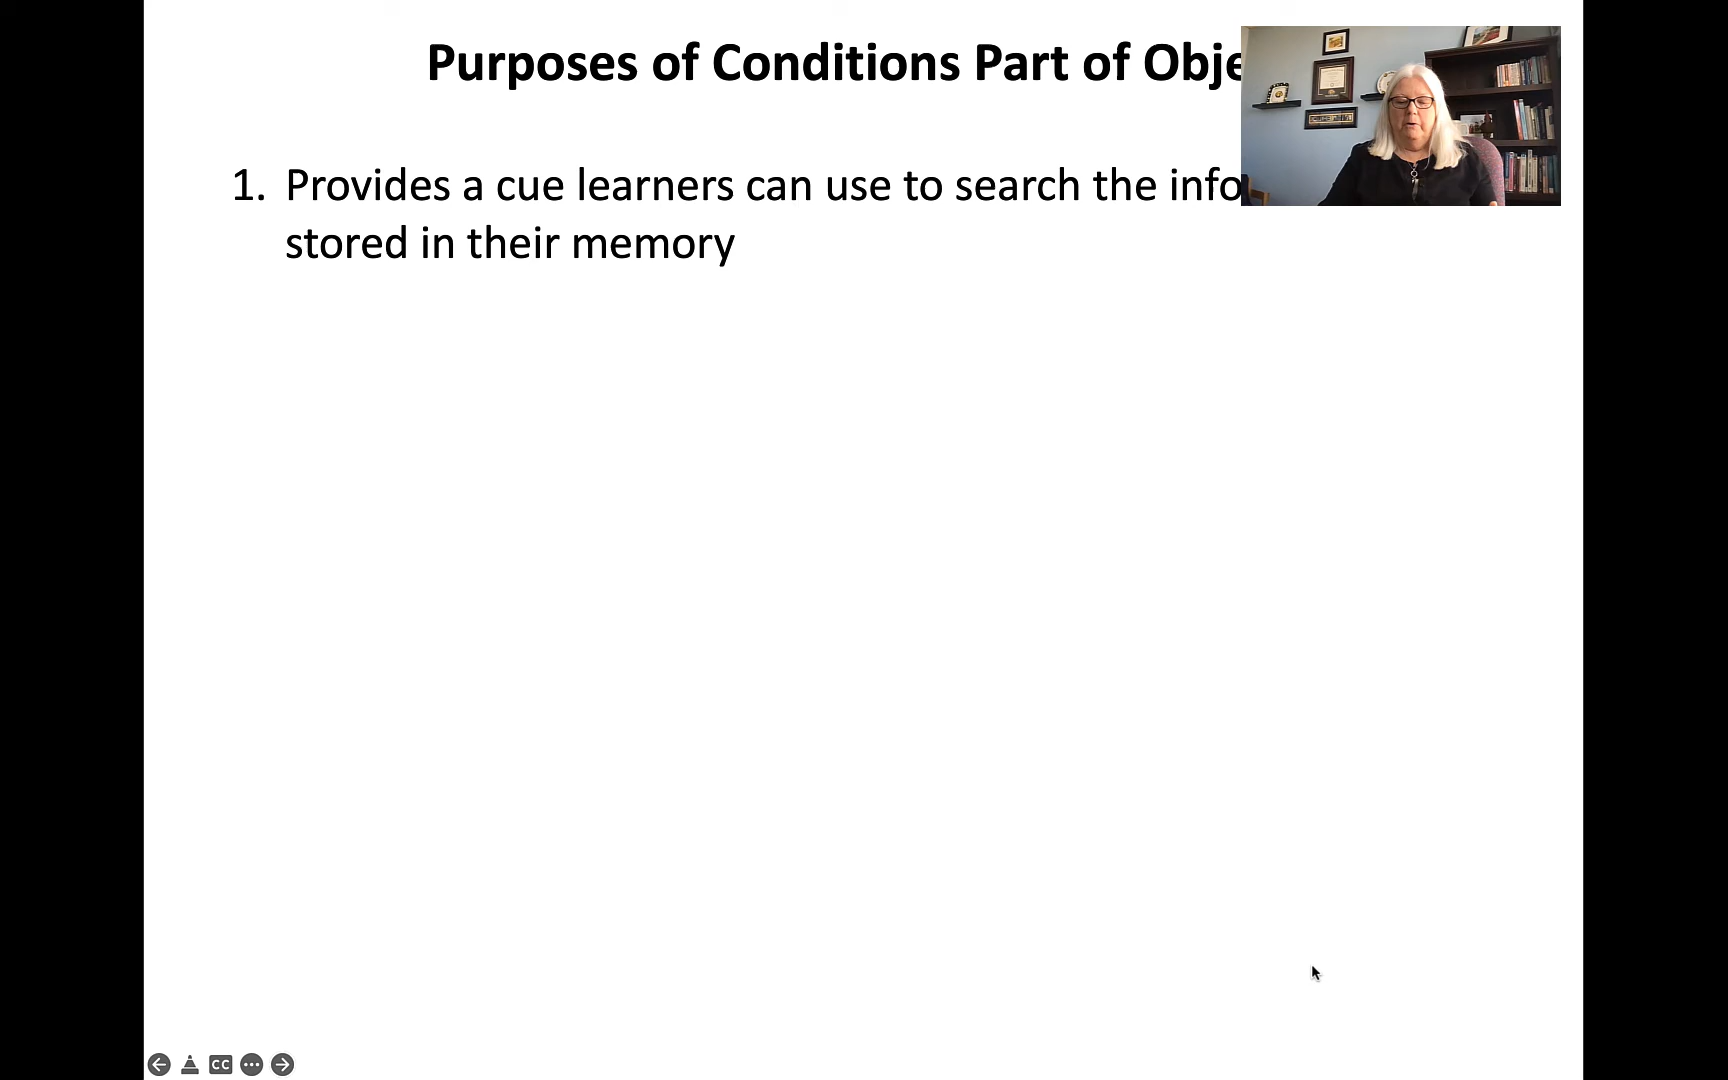 Purposes of Conditions Part of Obje
1. Provides a cue learners can use to search the info
stored in their memory
CC